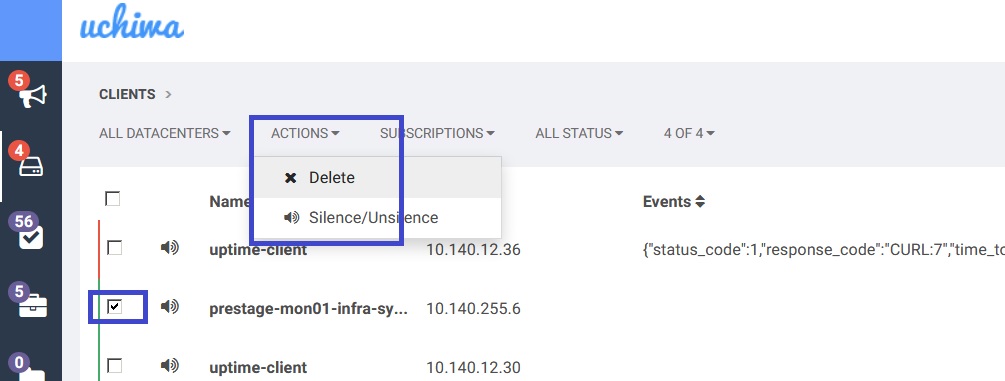 uchiwa
5
CLIENTS >
ALL DATACENTERS ACTIONS SUBSCRIPTIONS ALL STATUS 4 OF 4
4
Delete
Name Events
56
Silence/Unsilence
uptime-client 10.140.12.36 {"status_code":1,"response_code":"CURL:7","time_to
5
prestage-mon01-infra-sy... 10.140.255.6
0
uptime-client 10.140.12.30